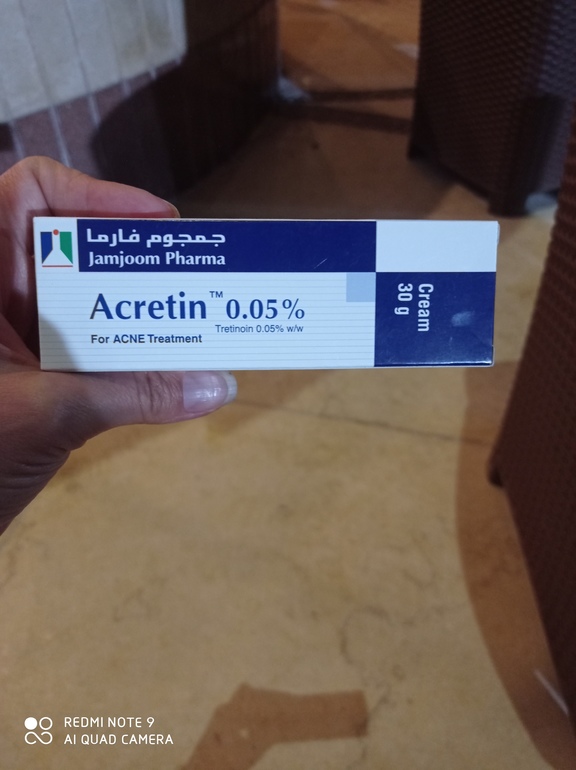 جمجوم فارما
Jamjoom Pharma
Acretin™ 0.05%
Tretinoin 0.05% w/w
For ACNE Treatment
Cream
30 g
REDMI NOTE 9
AI QUAD CAMERA